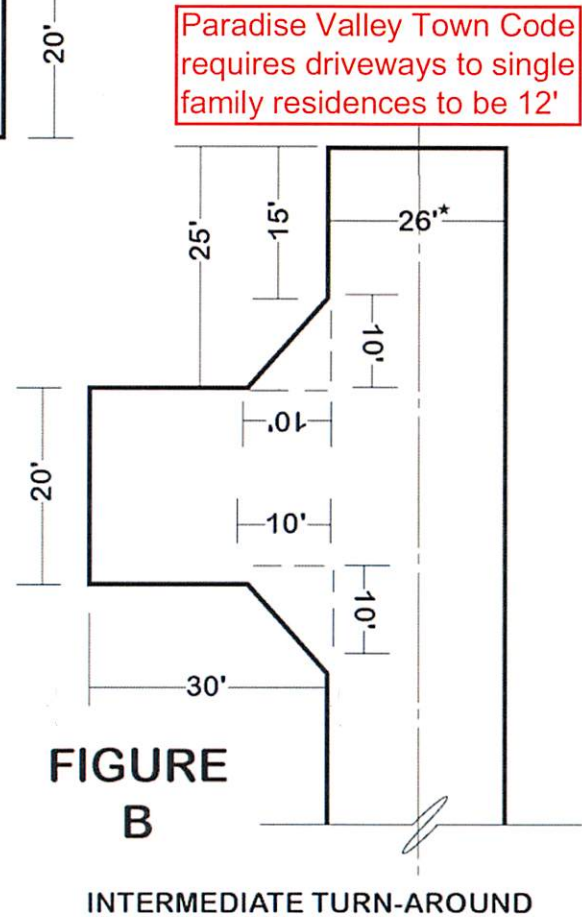 20'
Paradise Valley Town Code
requires driveways to single
family residences to be 12'
25'
15'
26'*
10'
10'
20'
10'
10'
30'
FIGURE
B
INTERMEDIATE TURN-AROUND